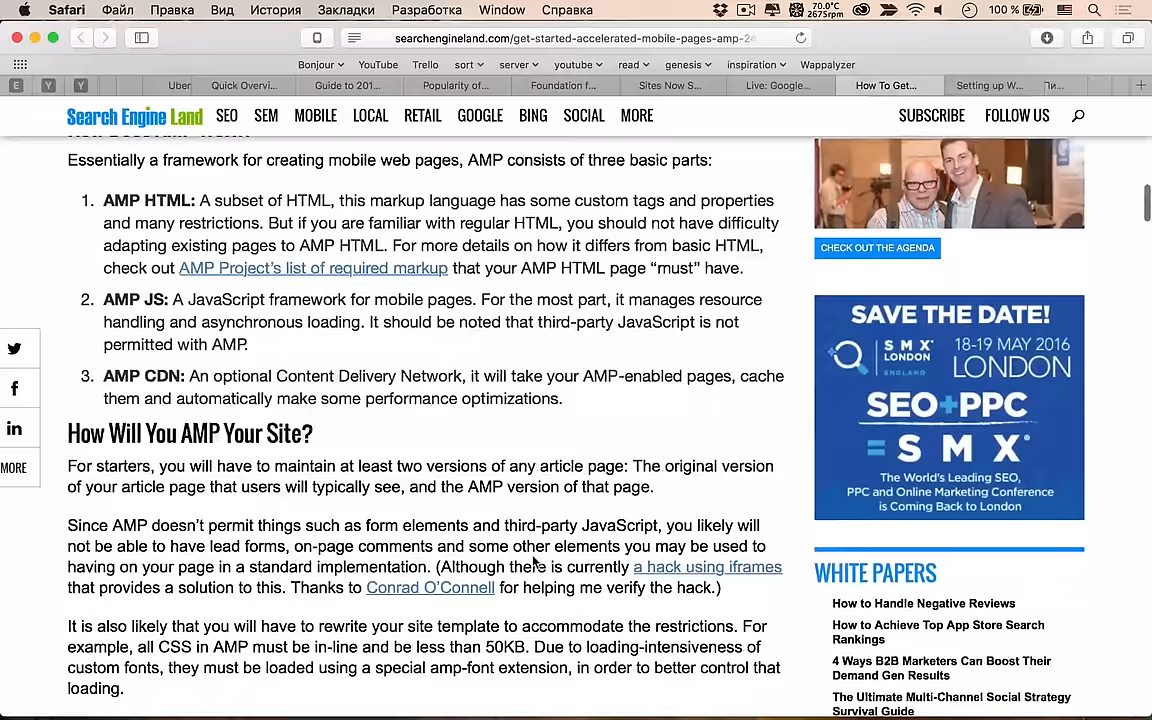 Safari Файл Правка Вид История Закладки Разработка Window Справка 70.0°C 2675rpm 100 %
searchengineland.com/get-started-accelerated-mobile-pages-amp-24
Bonjour YouTube Trello sort server youtube read genesis inspiration Wappalyzer
E Y Y Uber Quick Overvi... Guide to 201... Popularity of... Foundation f... Sites Now S... Live: Google... How To Get... Setting up W... Пи...
Search Engine Land SEO SEM MOBILE LOCAL RETAIL GOOGLE BING SOCIAL MORE SUBSCRIBE FOLLOW US
Essentially a framework for creating mobile web pages, AMP consists of three basic parts:
1. AMP HTML: A subset of HTML, this markup language has some custom tags and properties
and many restrictions. But if you are familiar with regular HTML, you should not have difficulty
adapting existing pages to AMP HTML. For more details on how it differs from basic HTML,
check out AMP Project's list of required markup that your AMP HTML page “must” have.
2. AMP JS: A JavaScript framework for mobile pages. For the most part, it manages resource
handling and asynchronous loading. It should be noted that third-party JavaScript is not
permitted with AMP.
3. AMP CDN: An optional Content Delivery Network, it will take your AMP-enabled pages, cache
them and automatically make some performance optimizations.
How Will You AMP Your Site?
For starters, you will have to maintain at least two versions of any article page: The original version
of your article page that users will typically see, and the AMP version of that page.
Since AMP doesn't permit things such as form elements and third-party JavaScript, you likely will
not be able to have lead forms, on-page comments and some other elements you may be used to
having on your page in a standard implementation. (Although there is currently a hack using iframes
that provides a solution to this. Thanks to Conrad O'Connell for helping me verify the hack.)
It is also likely that you will have to rewrite your site template to accommodate the restrictions. For
example, all CSS in AMP must be in-line and be less than 50KB. Due to loading-intensiveness of
custom fonts, they must be loaded using a special amp-font extension, in order to better control that
loading.
MORE
CHECK OUT THE AGENDA
SAVE THE DATE!
SMX LONDON ENGLAND
18-19 MAY 2016
LONDON
SEO+PPC
= SMX®
The World's Leading SEO,
PPC and Online Marketing Conference
is Coming Back to London
WHITE PAPERS
How to Handle Negative Reviews
How to Achieve Top App Store Search
Rankings
4 Ways B2B Marketers Can Boost Their
Demand Gen Results
The Ultimate Multi-Channel Social Strategy
Survival Guide